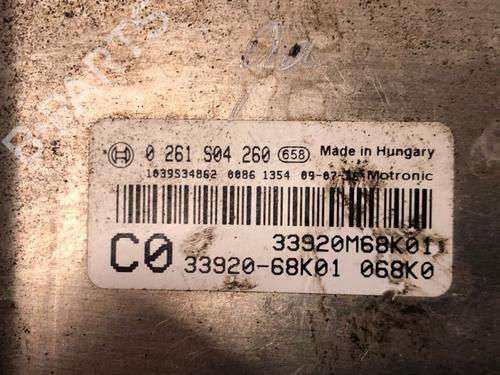 B-PARTS
0 261 S04 260 658 Made in Hungary
1039S34862 0086 1354 09-07- Motronic
33920M68K01
C0 33920-68K01 068K0